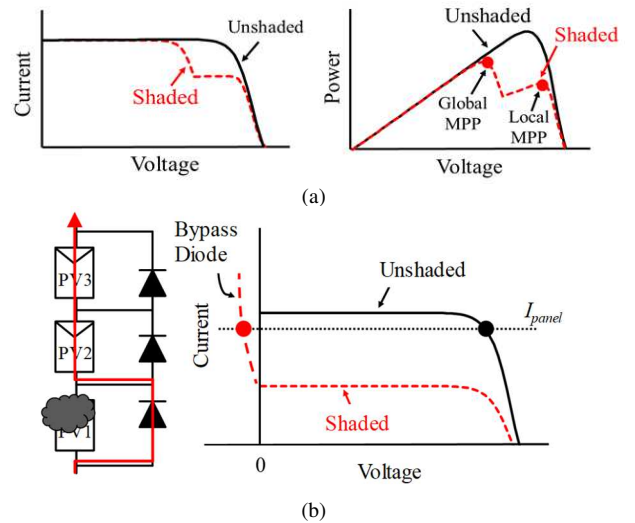 Current
Unshaded
Shaded
Voltage
Power
Unshaded
Shaded
Global
MPP
Local
MPP
Voltage
(a)
PV3
PV2
PV1
Bypass
Diode
Current
Unshaded
I_panel
Shaded
0
Voltage
(b)